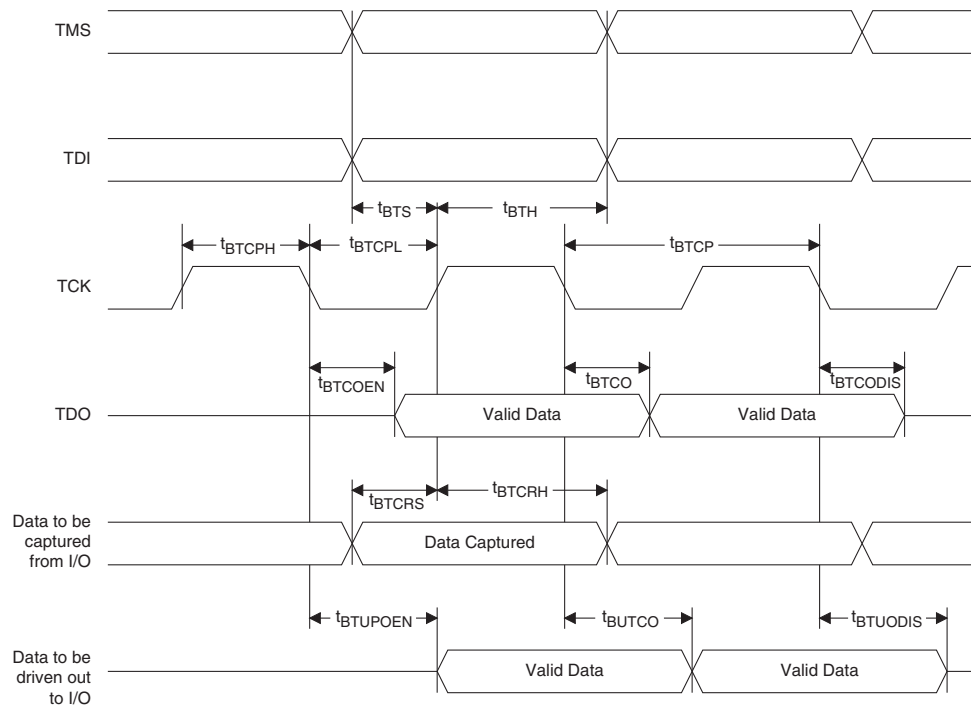 TMS
TDI
tBTS
tBTH
tBTCPH
tBTCPL
tBTCP
TCK
tBTCOEN
tBTCO
tBTCODIS
TDO
Valid Data
Valid Data
tBTCRS
tBTCRH
Data to be
captured
from I/O
Data Captured
tBTUPOEN
tBUTCO
tBTUODIS
Data to be
driven out
to I/O
Valid Data
Valid Data